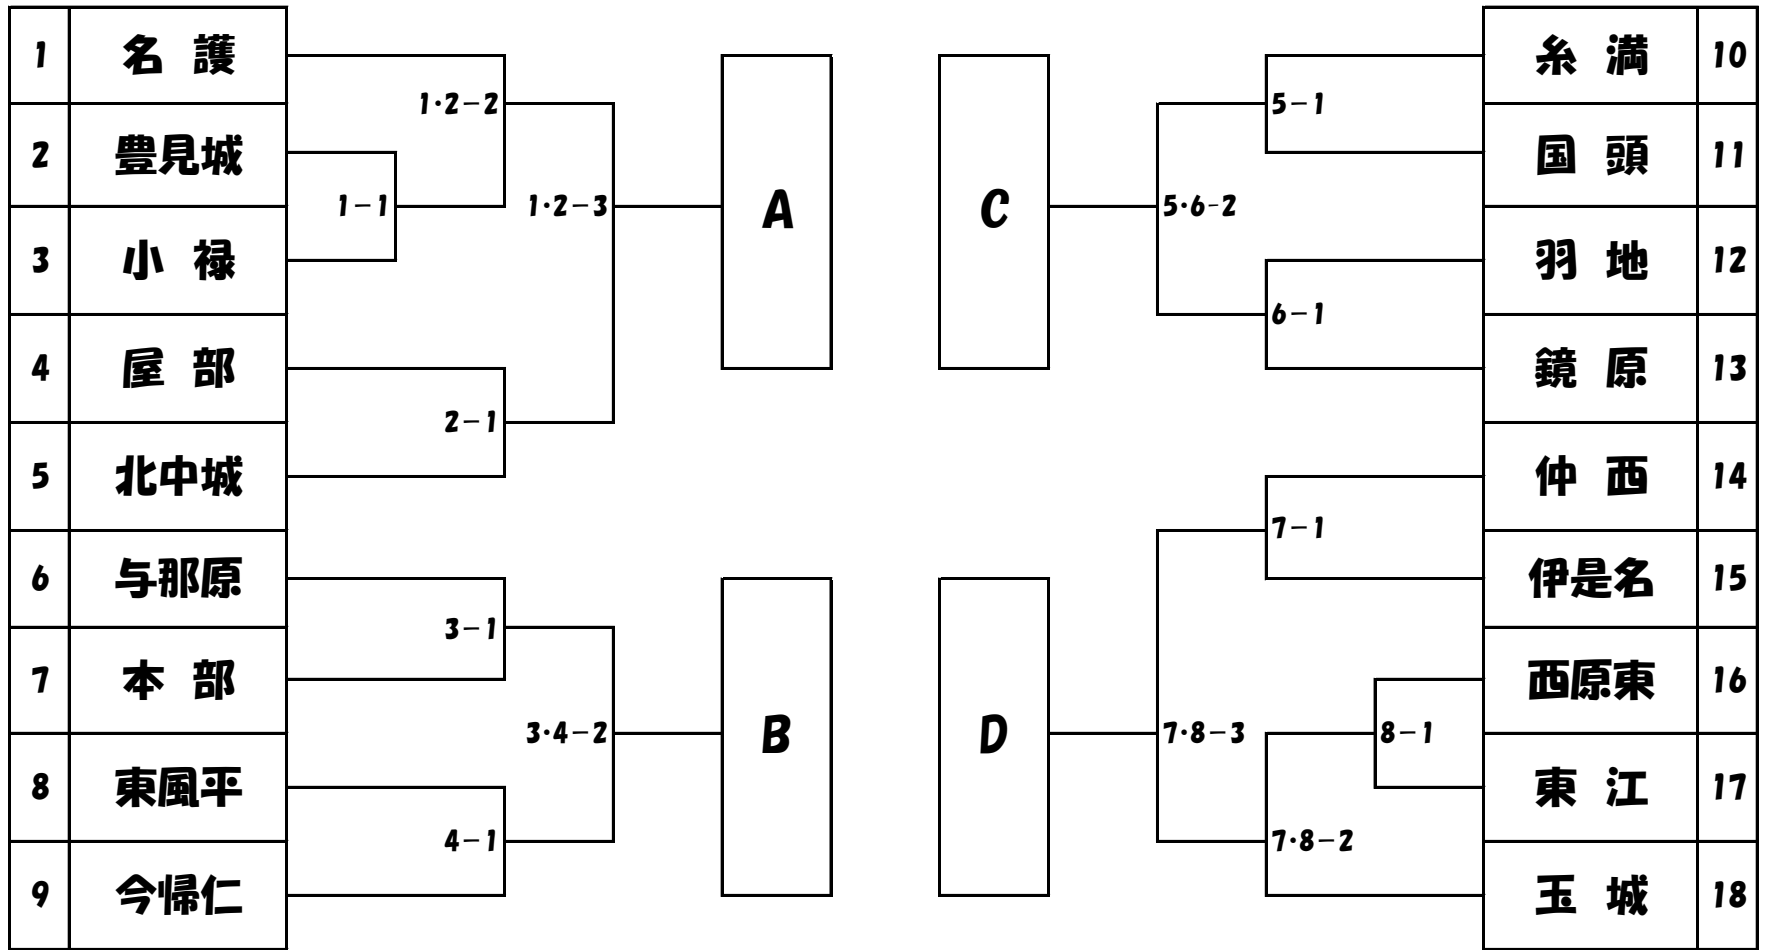 1 名 護
2 豊見城
3 小 禄
4 屋 部
5 北中城
6 与那原
7 本 部
8 東風平
9 今帰仁
1・2−2
1−1
1・2−3
2−1
3−1
3・4−2
4−1
A
B
C
D
5−1
5・6-2
6−1
7−1
7・8−3
8−1
7・8−2
糸 満 10
国 頭 11
羽 地 12
鏡 原 13
仲 西 14
伊是名 15
西原東 16
東 江 17
玉 城 18